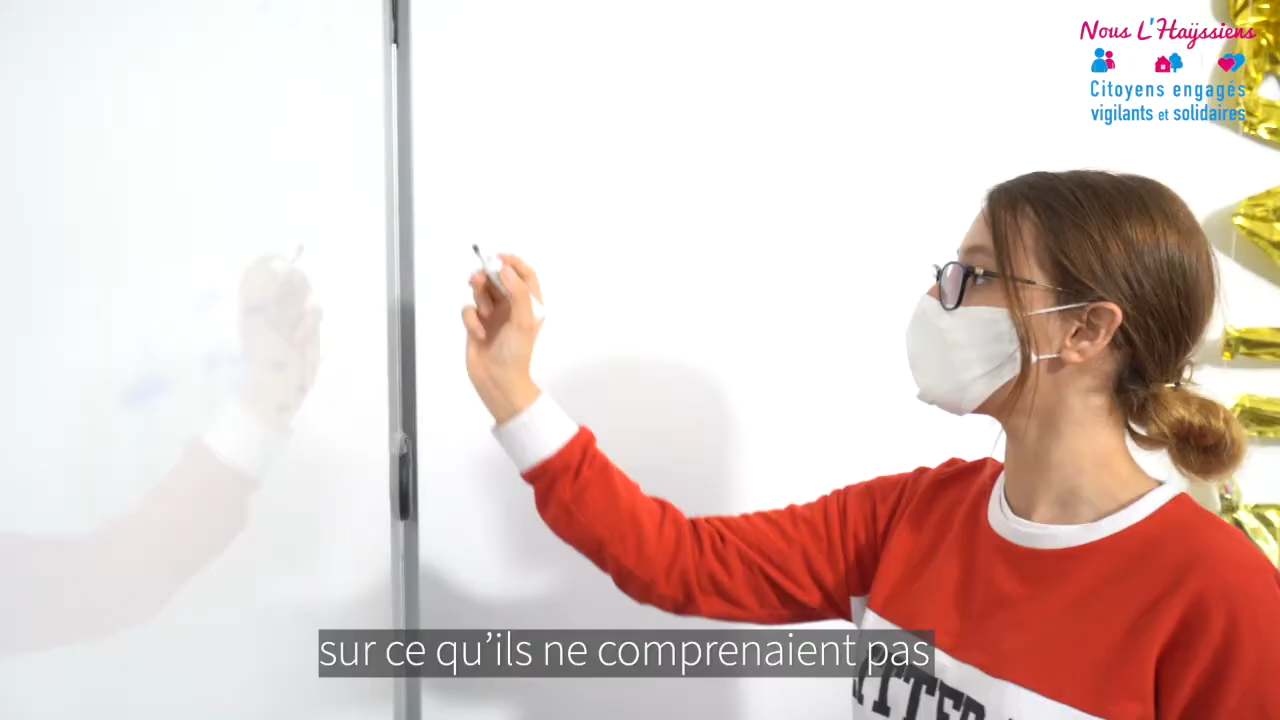 Nous L'Haÿssiens
Citoyens engagés
vigilants et solidaires
sur ce qu'ils ne comprenaient pas